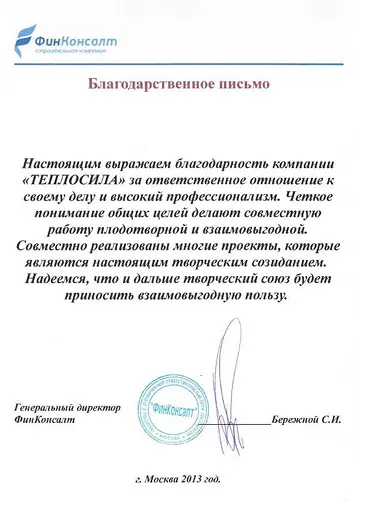 ФинКонсалт
строительная компания
Благодарственное письмо
Настоящим выражаем благодарность компании
«ТЕПЛОСИЛА» за ответственное отношение к
своему делу и высокий профессионализм. Четкое
понимание общих целей делают совместную
работу плодотворной и взаимовыгодной.
Совместно реализованы многие проекты, которые
являются настоящим творческим созиданием.
Надеемся, что и дальше творческий союз будет
приносить взаимовыгодную пользу.
"ФинКонсалт"
Генеральный директор
ФинКонсалт Бережной С.И.
г. Москва 2013 год.